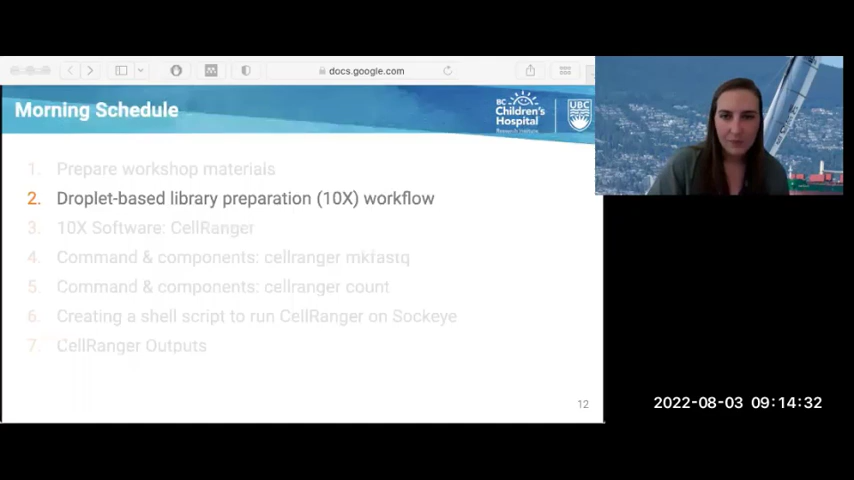 docs.google.com
Morning Schedule
BC
Children's
Hospital
UBC
1. Prepare workshop materials
2. Droplet-based library preparation (10X) workflow
3. 10X Software: CellRanger
4. Command & components: cellranger mkfastq
5. Command & components: cellranger count
6. Creating a shell script to run CellRanger on Sockeye
7. CellRanger Outputs
12
2022-08-03 09:14:32